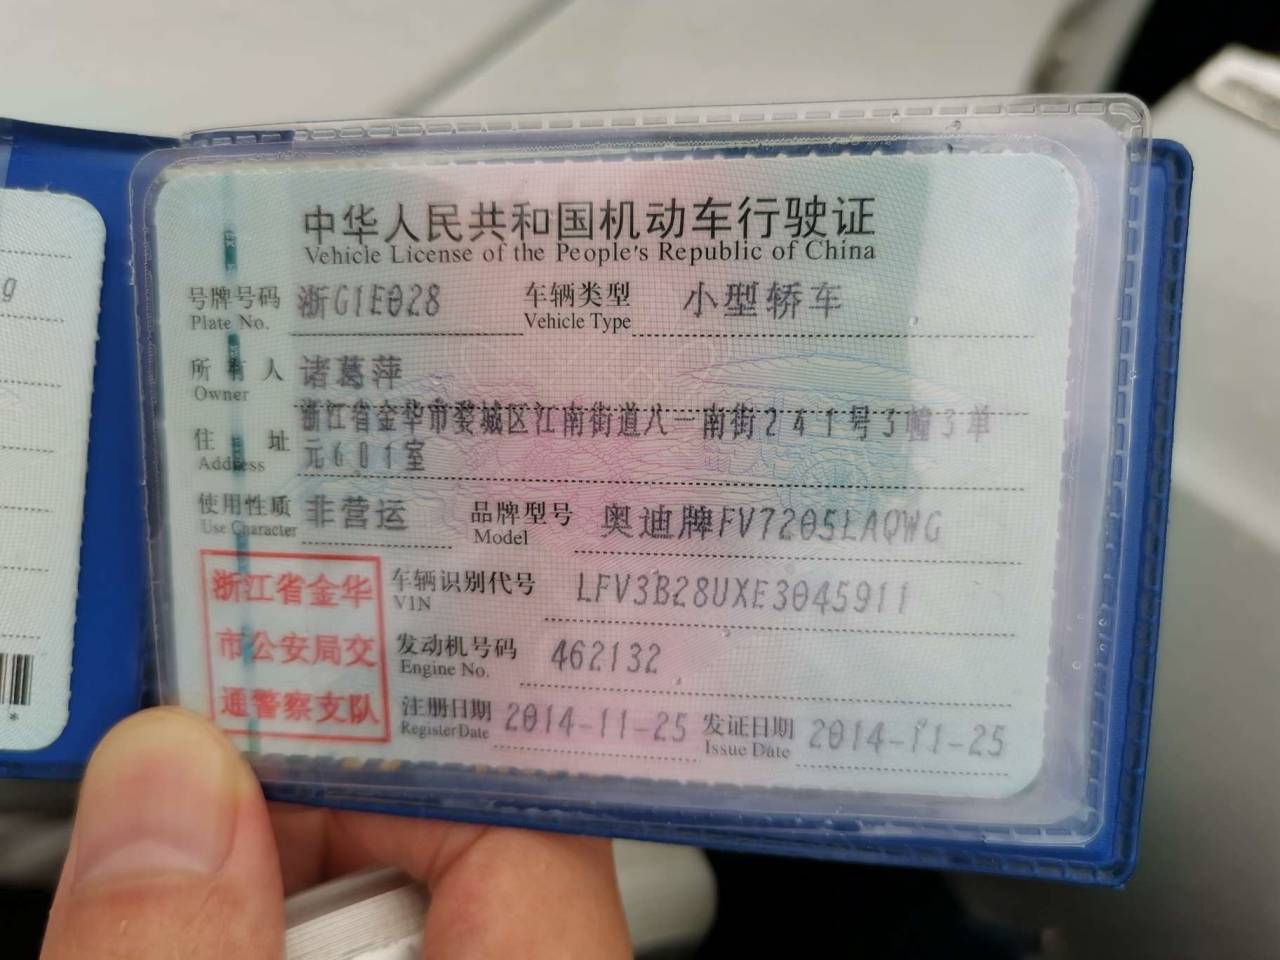 中华人民共和国机动车行驶证
Vehicle License of the People's Republic of China
号牌号码 浙G1E028 车辆类型 小型轿车
Plate No. Vehicle Type
所有人 诸葛萍
Owner
住址 浙江省金华市婺城区江南街道八一南街241号3幢3单
Address 元601室
使用性质 非营运 品牌型号 奥迪牌FV7205LAQWG
Use Character Model
浙江省金华
市公安局交
通警察支队
车辆识别代号 LFV3B28UXE3045911
VIN
发动机号码 462132
Engine No.
注册日期 2014-11-25 发证日期 2014-11-25
Register Date Issue Date
g
*